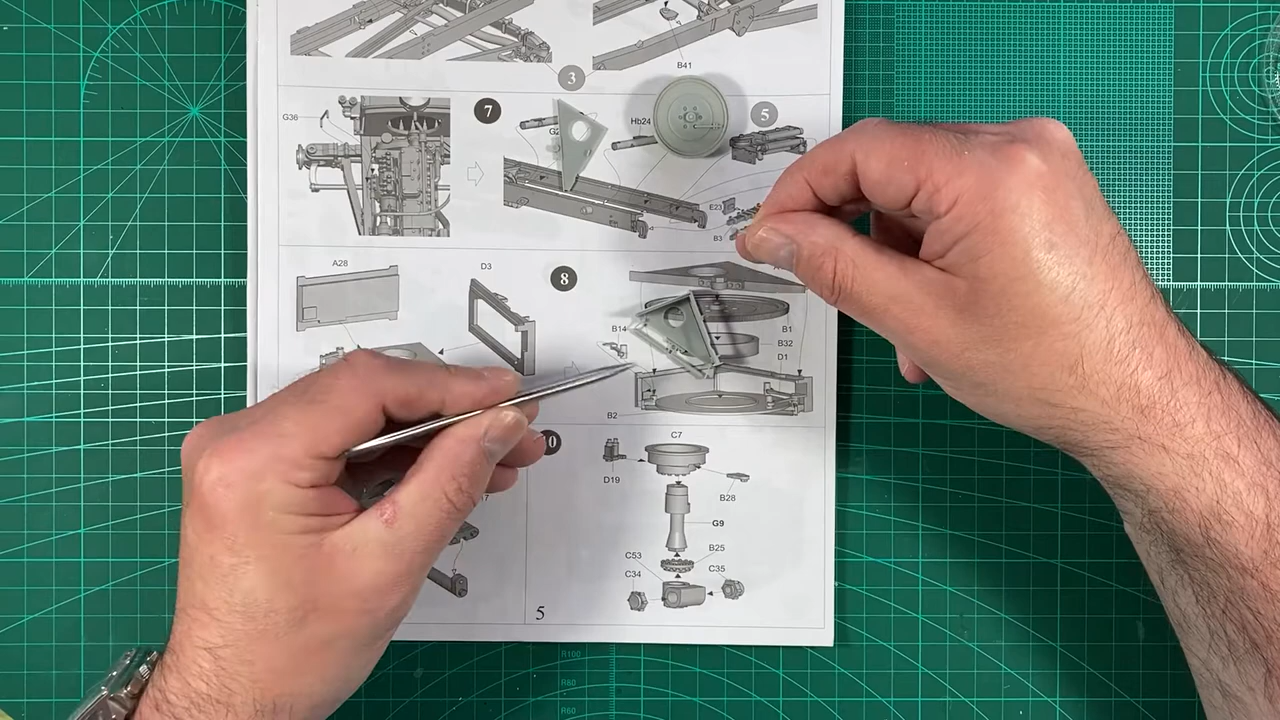 B41
3
G36
7
Hb24
5
E23
B3
A28
D3
8
B1
B14
B32
D1
B2
C7
D19
B28
G9
C53
B25
C34
C35
5
R100
R80
R60